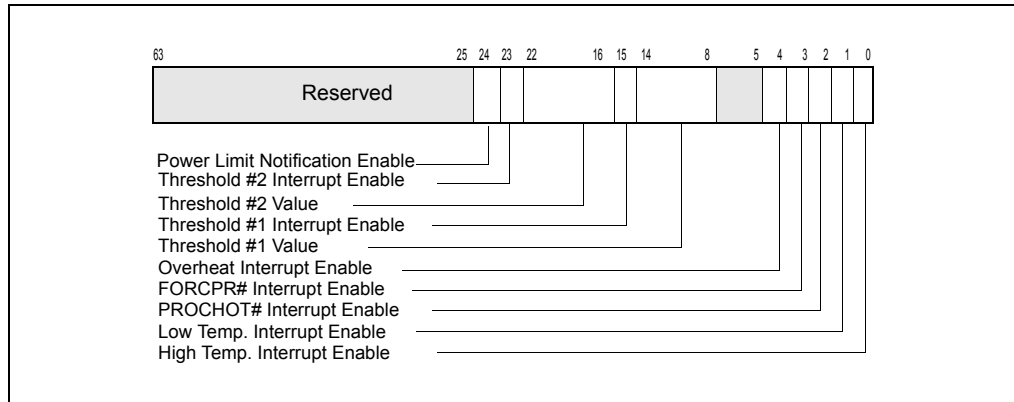 63 25 24 23 22 16 15 14 8 5 4 3 2 1 0
Reserved
Power Limit Notification Enable
Threshold #2 Interrupt Enable
Threshold #2 Value
Threshold #1 Interrupt Enable
Threshold #1 Value
Overheat Interrupt Enable
FORCPR# Interrupt Enable
PROCHOT# Interrupt Enable
Low Temp. Interrupt Enable
High Temp. Interrupt Enable